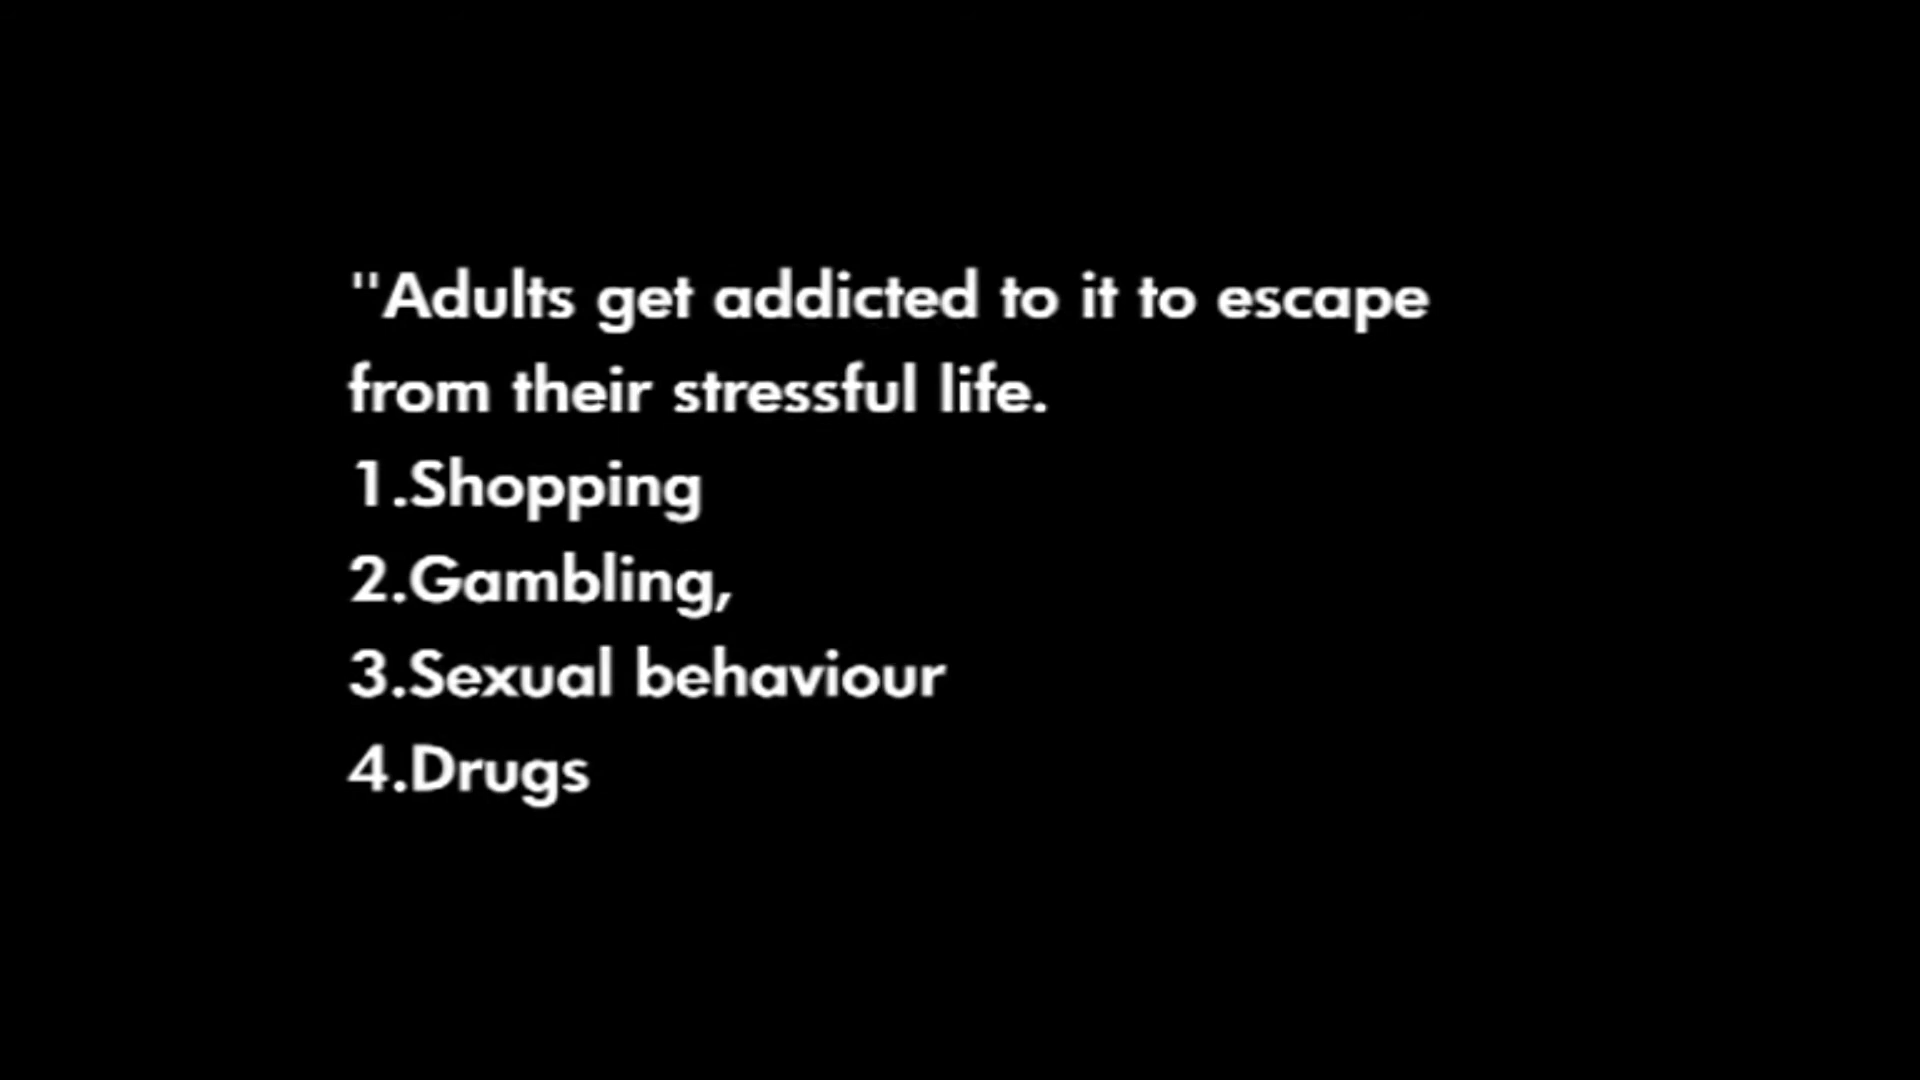 "Adults get addicted to it to escape
from their stressful life.
1.Shopping
2.Gambling,
3.Sexual behaviour
4.Drugs